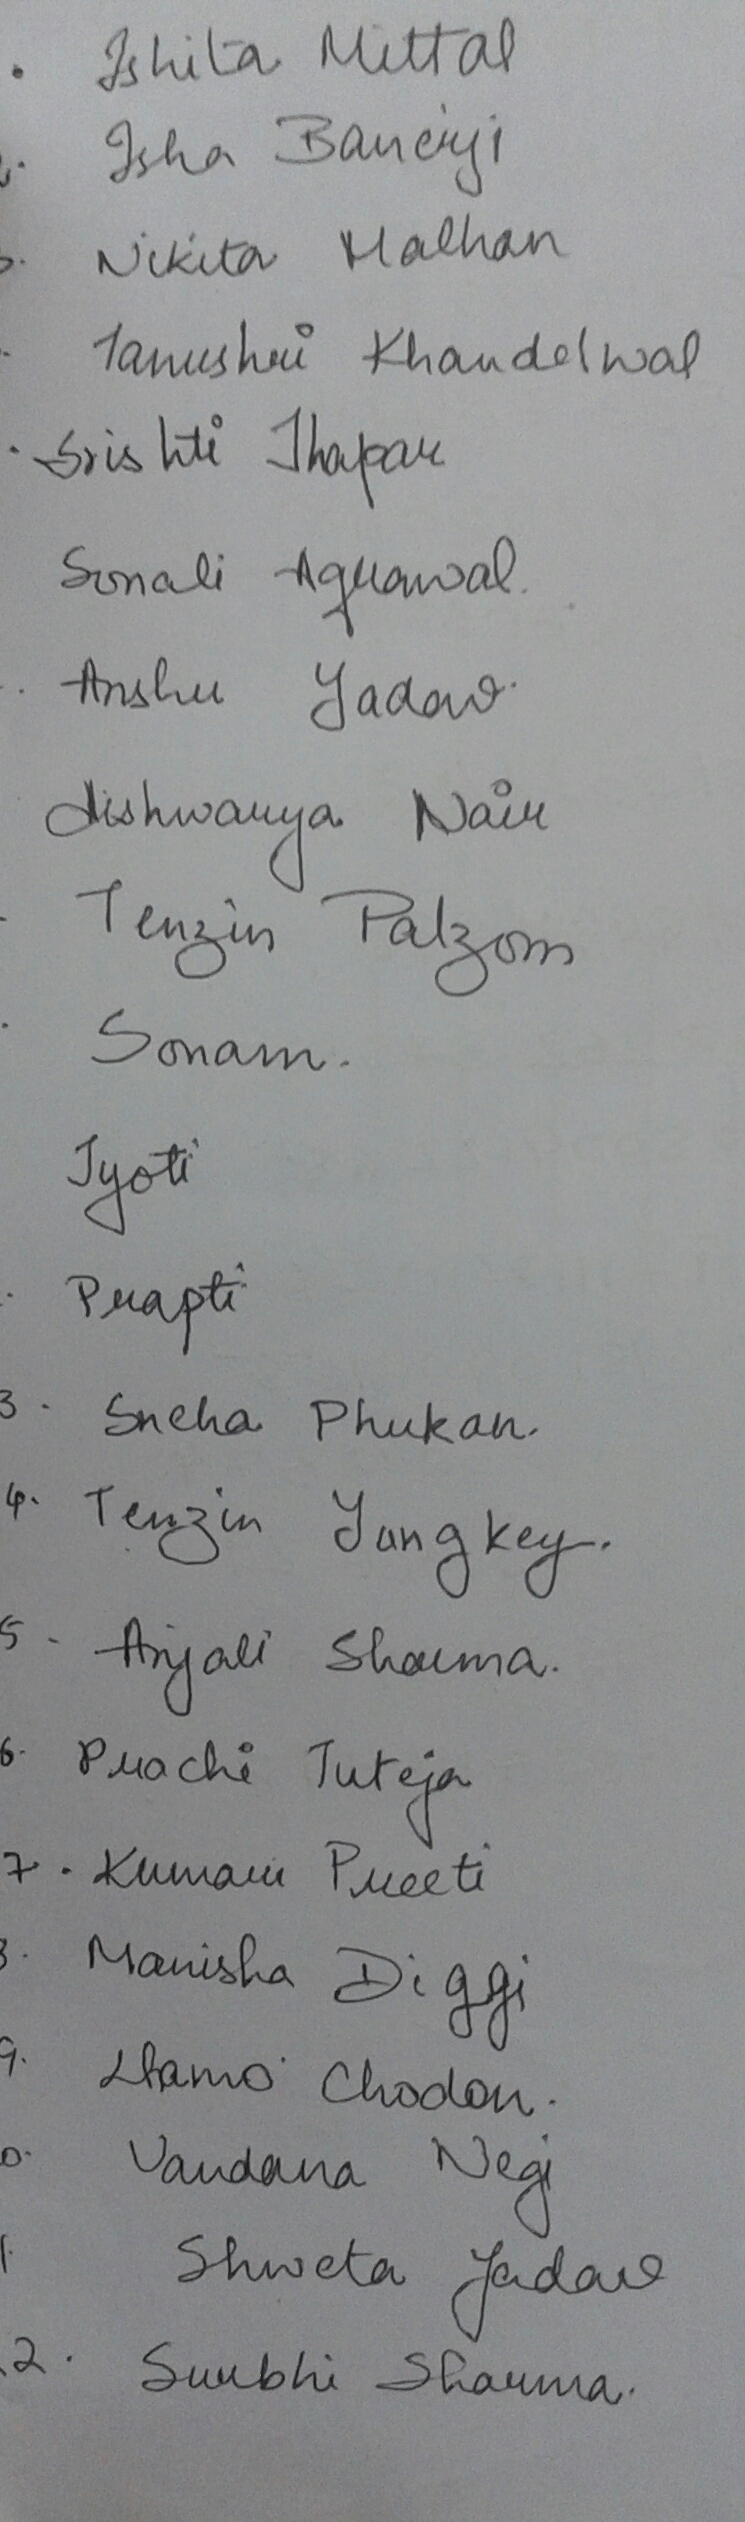 . Ishita Mittal
2. Isha Banerji
3. Nikita Malhan
. Tanushri Khandelwal
. Srishti Thapar
Sonali Agrawal.
. Anshu Yadav.
Aishwarya Nair
Tenzin Palzom
. Sonam.
Jyoti
. Prapti
3. Sneha Phukan.
4. Tenzin Yangkey.
5. Anjali Sharma.
6. Prachi Tuteja
7. Kumari Preeti
8. Manisha Diggi
9. Lhamo Chodon.
0. Vandana Negi
1. Shweta Yadav
22. Surbhi Sharma.